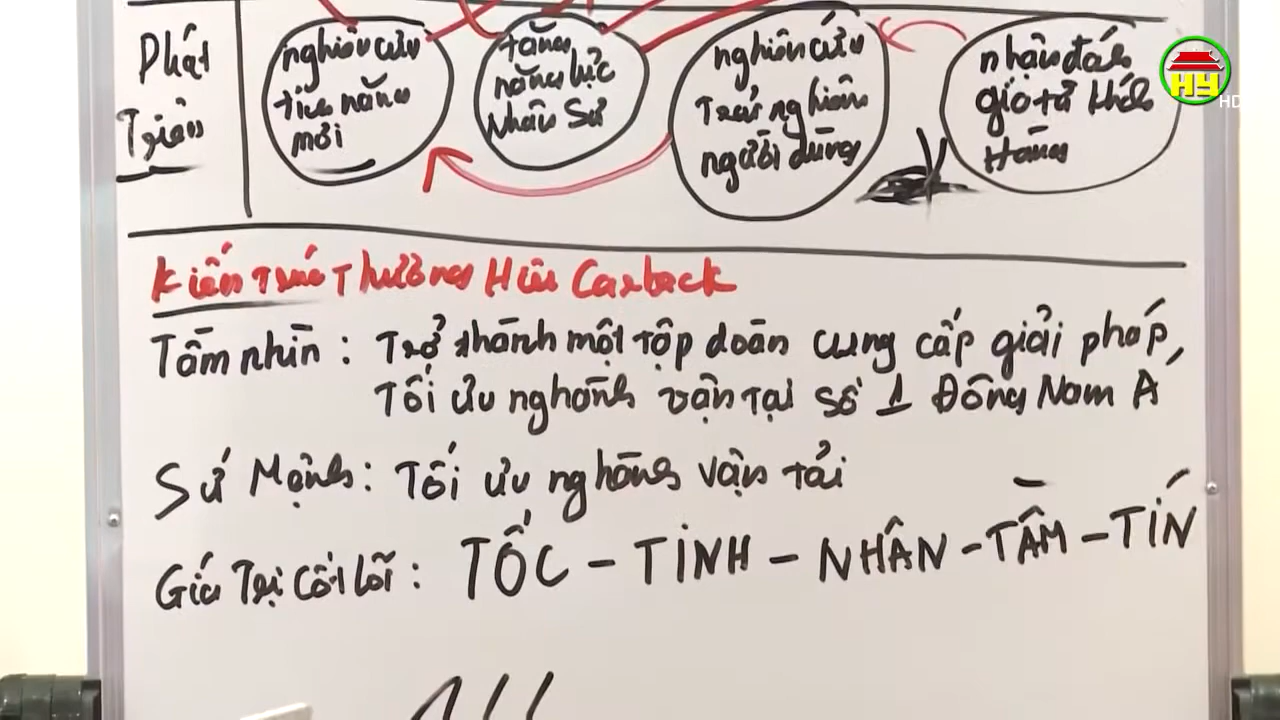 Phát
Triển
nghiên cứu
tính năng
mới
tăng
năng lực
Nhân Sự
nghiên cứu
Trải nghiệm
người dùng
nhận đánh
giá từ khách
Hàng
HY
HD
Kiến Trúc Thương Hiệu Carback
Tầm nhìn : Trở thành một tập đoàn cung cấp giải pháp,
Tối ưu nghành vận tại số 1 Đông Nam Á
Sứ Mệnh : Tối ưu nghành vận tải
Giá Trị Cốt Lõi : TỐC – TINH – NHÂN – TÂM – TÍN